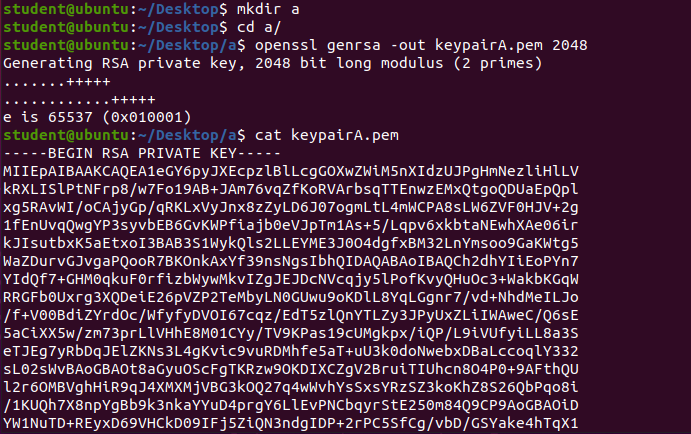 student@ubuntu:~/Desktop$ mkdir a
student@ubuntu:~/Desktop$ cd a/
student@ubuntu:~/Desktop/a$ openssl genrsa -out keypairA.pem 2048
Generating RSA private key, 2048 bit long modulus (2 primes)
.......+++++
............+++++
e is 65537 (0x010001)
student@ubuntu:~/Desktop/a$ cat keypairA.pem
-----BEGIN RSA PRIVATE KEY-----
MIIEpAIBAAKCAQEA1eGY6pyJXEcpzlBlLcgGOXwZWiM5nXIdzUJPgHmNezliHlLV
kRXLISlPtNFrp8/w7Fo19AB+JAm76vqZfKoRVArbsqTTEnwzEMxQtgoQDUaEpQpl
xg5RAvWI/oCAjyGp/qRKLxVyJnx8zZyLD6J07ogmLtL4mWCPA8sLW6ZVF0HJV+2g
1fEnUvqQwgYP3syvbEB6GvKWPfiajb0eVJpTm1As+5/Lqpv6xkbtaNEwhXAe06ir
kJIsutbxK5aEtxoI3BAB3S1WykQls2LLEYME3J0O4dgfxBM32LnYmsoo9GaKWtg5
WaZDurvGJvgaPQooR7BKOnkAxYf39nsNgsIbhQIDAQABAoIBAQCh2dhYIiEoPYn7
YIdQf7+GHM0qkuF0rfizbWywMkvIZgJEJDcNVcqjy5lPofKvyQHuOc3+WakbKGqW
RRGFb0Uxrg3XQDeiE26pVZP2TeMbyLN0GUwu9oKDlL8YqLGgnr7/vd+NhdMeILJo
/f+V00BdiZYrdOc/WfyfyDVOI67cqz/EdT5zlQnYTLZy3JPyUxZLiIWAweC/Q6sE
5aCiXX5w/zm73prLlVHhE8M01CYy/TV9KPas19cUMgkpx/iQP/L9iVUfyiLL8a3S
eTJEg7yRbDqJElZKNs3L4gKvic9vuRDMhfe5aT+uU3k0doNwebxDBaLccoqlY332
sL02sWvBAoGBAOt8aGyuOScFgTKRzw9OKDIXCZgV2BruiTIUhcn8O4P0+9AFthQU
l2r6OMBVghHiR9qJ4XMXMjVBG3kOQ27q4wWvhYsSxsYRzSZ3koKhZ8S26QbPqo8i
/1KUQh7X8npYgBb9k3nkaYYuD4prgY6LlEvPNCbqyrStE250m84Q9CP9AoGBAOiD
YW1NuTD+REyxD69VHCkD09IFj5ZiQN3ndgIDP+2rPC5SfCg/vbD/GSYake4hTqX1